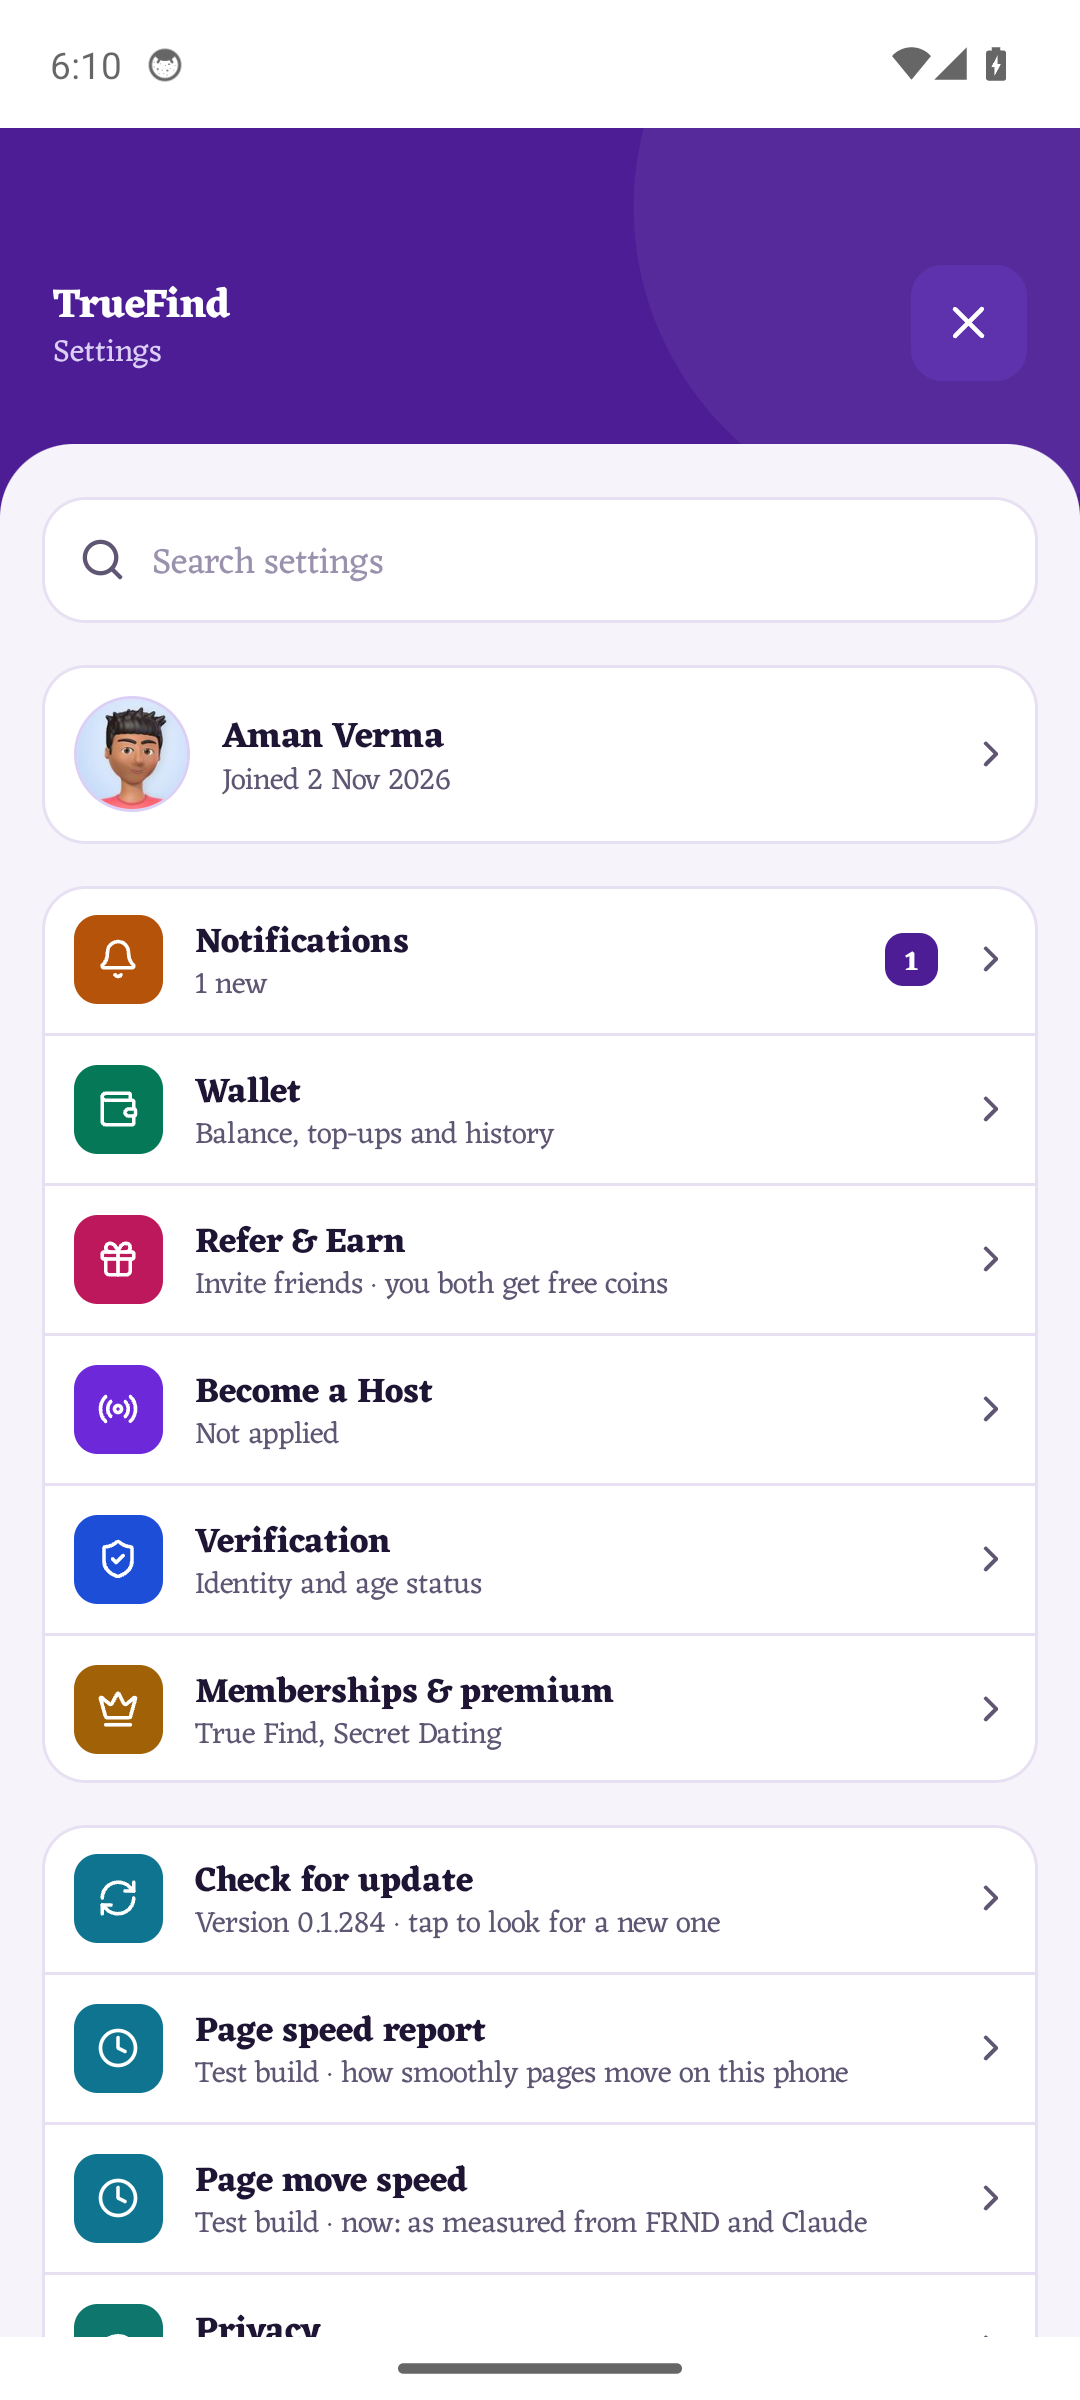 6:10
TrueFind
Settings
Search settings
Aman Verma
Joined 2 Nov 2026
Notifications
1 new
1
Wallet
Balance, top-ups and history
Refer & Earn
Invite friends · you both get free coins
Become a Host
Not applied
Verification
Identity and age status
Memberships & premium
True Find, Secret Dating
Check for update
Version 0.1.284 · tap to look for a new one
Page speed report
Test build · how smoothly pages move on this phone
Page move speed
Test build · now: as measured from FRND and Claude
Privacy